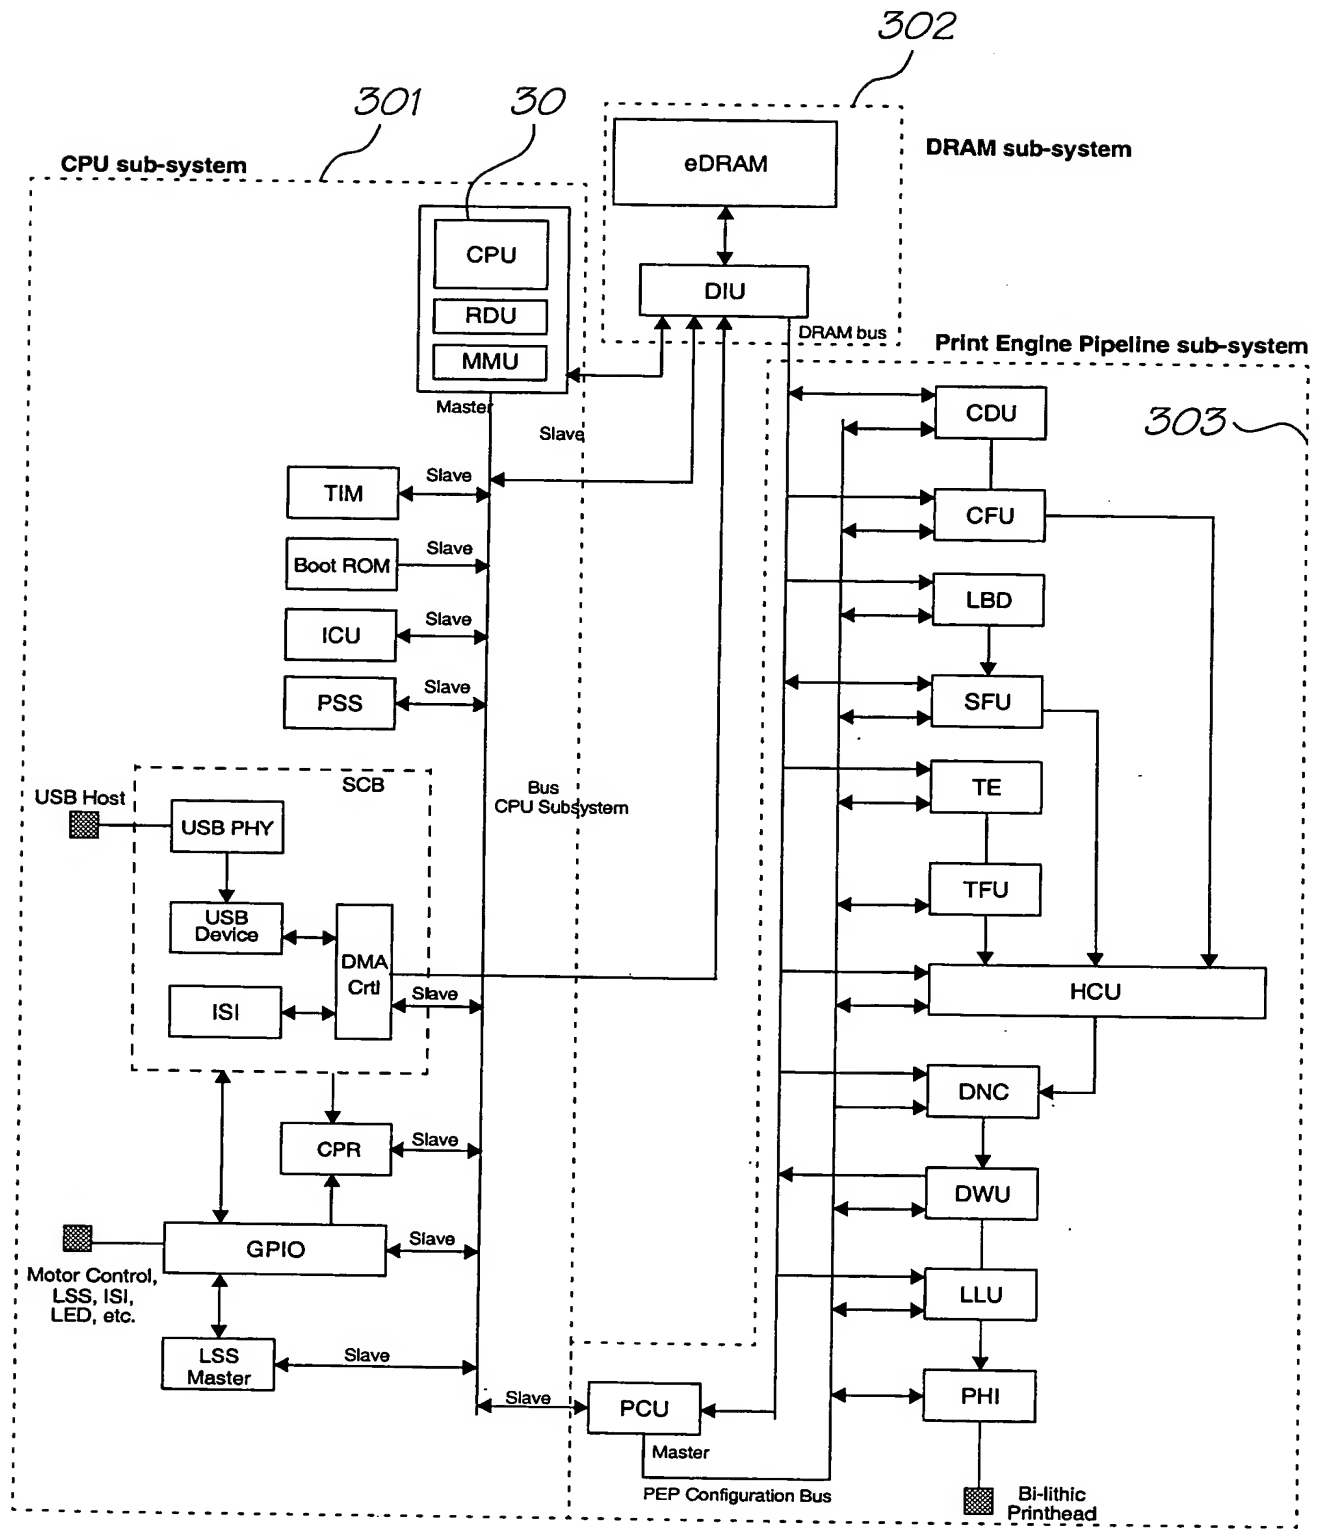 302
301
30
CPU sub-system
DRAM sub-system
eDRAM
CPU
DIU
RDU
MMU
DRAM bus
Print Engine Pipeline sub-system
Master
Slave
CDU
303
TIM
Slave
CFU
Boot ROM
Slave
LBD
ICU
Slave
PSS
Slave
SFU
SCB
Bus
CPU Subsystem
TE
USB Host
USB PHY
TFU
USB
Device
DMA
Crtl
Slave
ISI
HCU
DNC
CPR
Slave
DWU
GPIO
Slave
Motor Control,
LSS, ISI,
LED, etc.
LLU
LSS
Master
Slave
Slave
PCU
PHI
Master
PEP Configuration Bus
Bi-lithic
Printhead